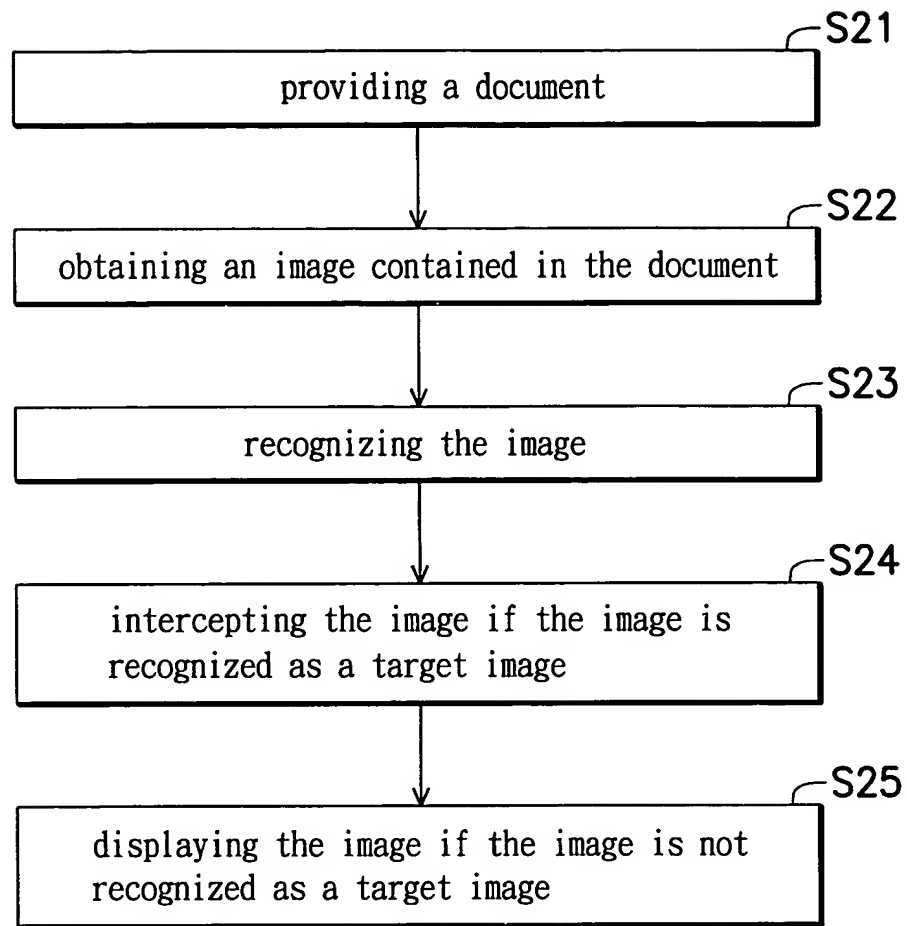 S21
providing a document
S22
obtaining an image contained in the document
S23
recognizing the image
S24
intercepting the image if the image is
recognized as a target image
S25
displaying the image if the image is not
recognized as a target image